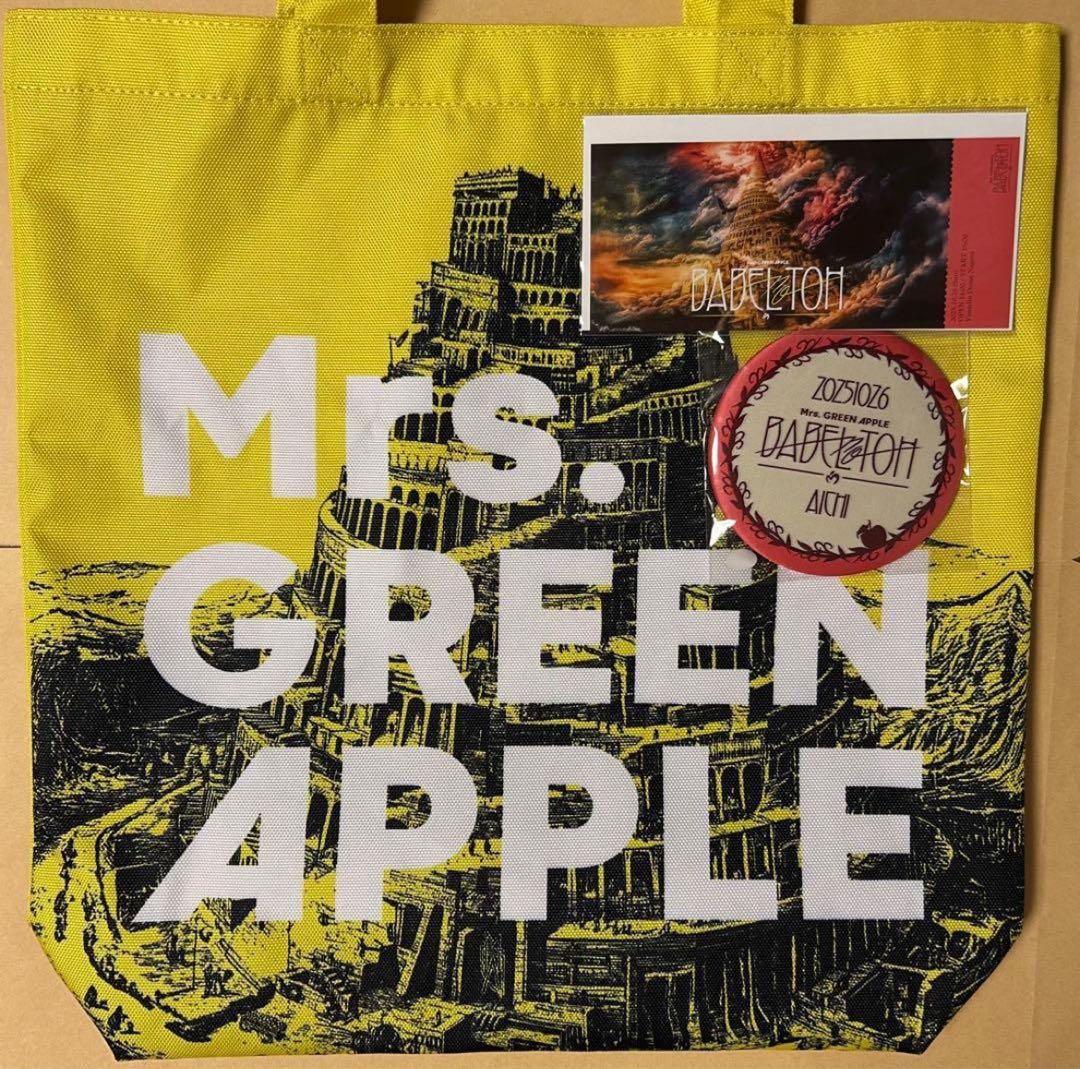 Mrs.
GREEN
APPLE
BABEL no TOH
20251026
Mrs. GREEN APPLE
BABEL no TOH
AICHI